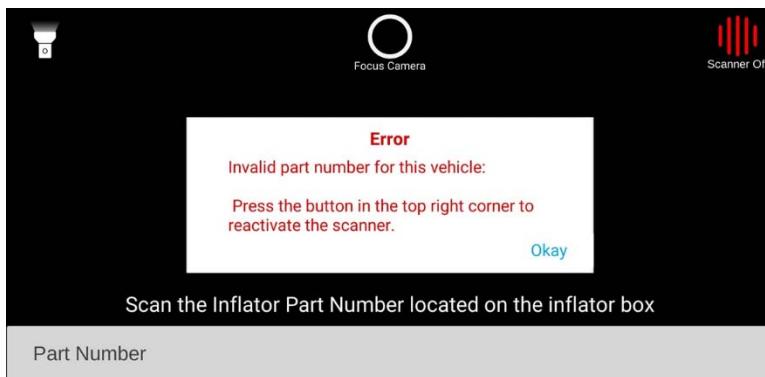 Focus Camera
Scanner Of
Error
Invalid part number for this vehicle:
Press the button in the top right corner to
reactivate the scanner.
Okay
Scan the Inflator Part Number located on the inflator box
Part Number